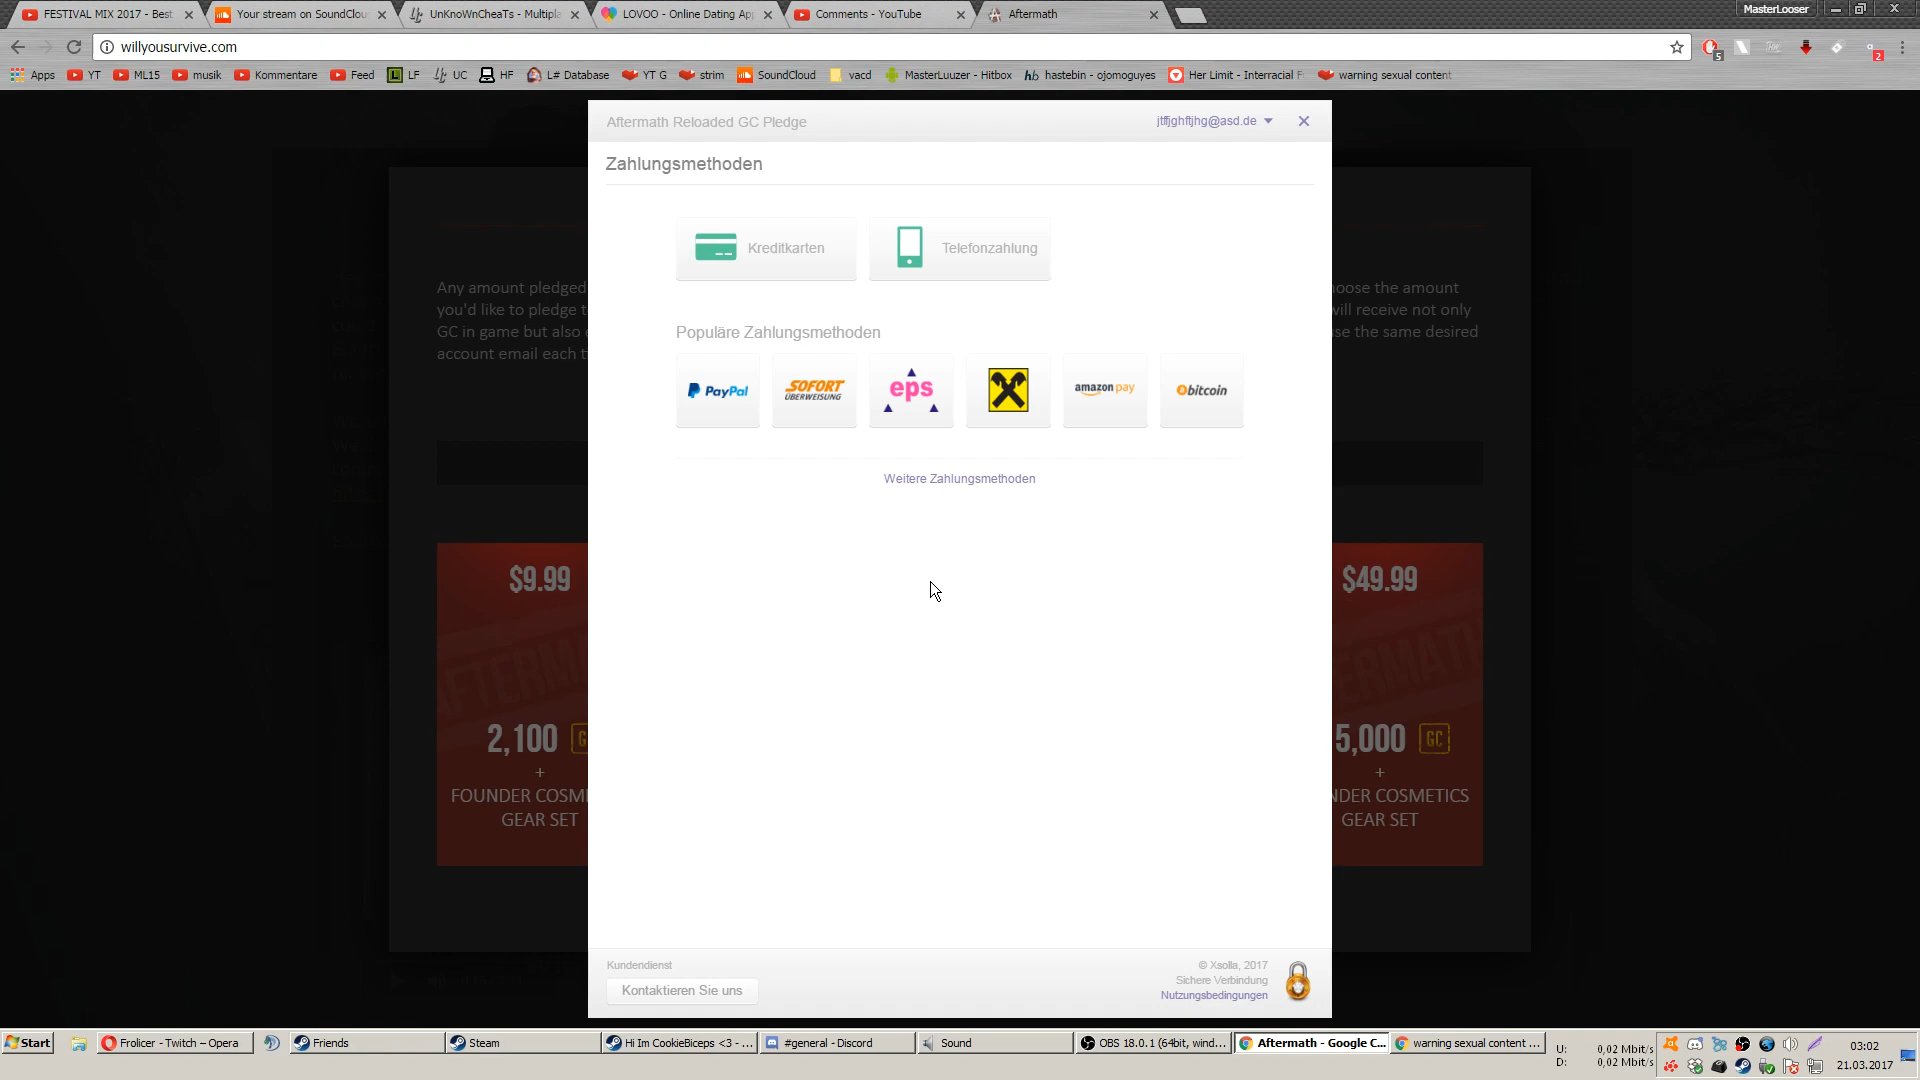 FESTIVAL MIX 2017 - Best
Your stream on SoundClou
UnKnoWnCheaTs - Multipla
LOVOO - Online Dating Ap
Comments - YouTube
Aftermath
MasterLooser
willyousurvive.com
5
2
Apps
YT
ML15
musik
Kommentare
Feed
LF
UC
HF
L# Database
YT G
strim
SoundCloud
vacd
MasterLuuzer - Hitbox
hb hastebin - ojomoguyes
Her Limit - Interracial F
warning sexual content
Aftermath Reloaded GC Pledge
jtffjghftjhg@asd.de
Zahlungsmethoden
Kreditkarten
Telefonzahlung
Any amount pledged
you'd like to pledge t
GC in game but also
account email each t
oose the amount
will receive not only
se the same desired
Populäre Zahlungsmethoden
PayPal
SOFORT
ÜBERWEISUNG
eps
amazon pay
bitcoin
Weitere Zahlungsmethoden
$9.99
2,100 G
+
FOUNDER COSM
GEAR SET
$49.99
5,000 GC
+
NDER COSMETICS
GEAR SET
Kundendienst
Kontaktieren Sie uns
© Xsolla, 2017
Sichere Verbindung
Nutzungsbedingungen
Start
Frolicer - Twitch – Opera
Friends
Steam
Hi Im CookieBiceps <3 - ...
#general - Discord
Sound
OBS 18.0.1 (64bit, wind...
Aftermath - Google C...
warning sexual content ...
U: 0,02 Mbit/s
D: 0,02 Mbit/s
03:02
21.03.2017